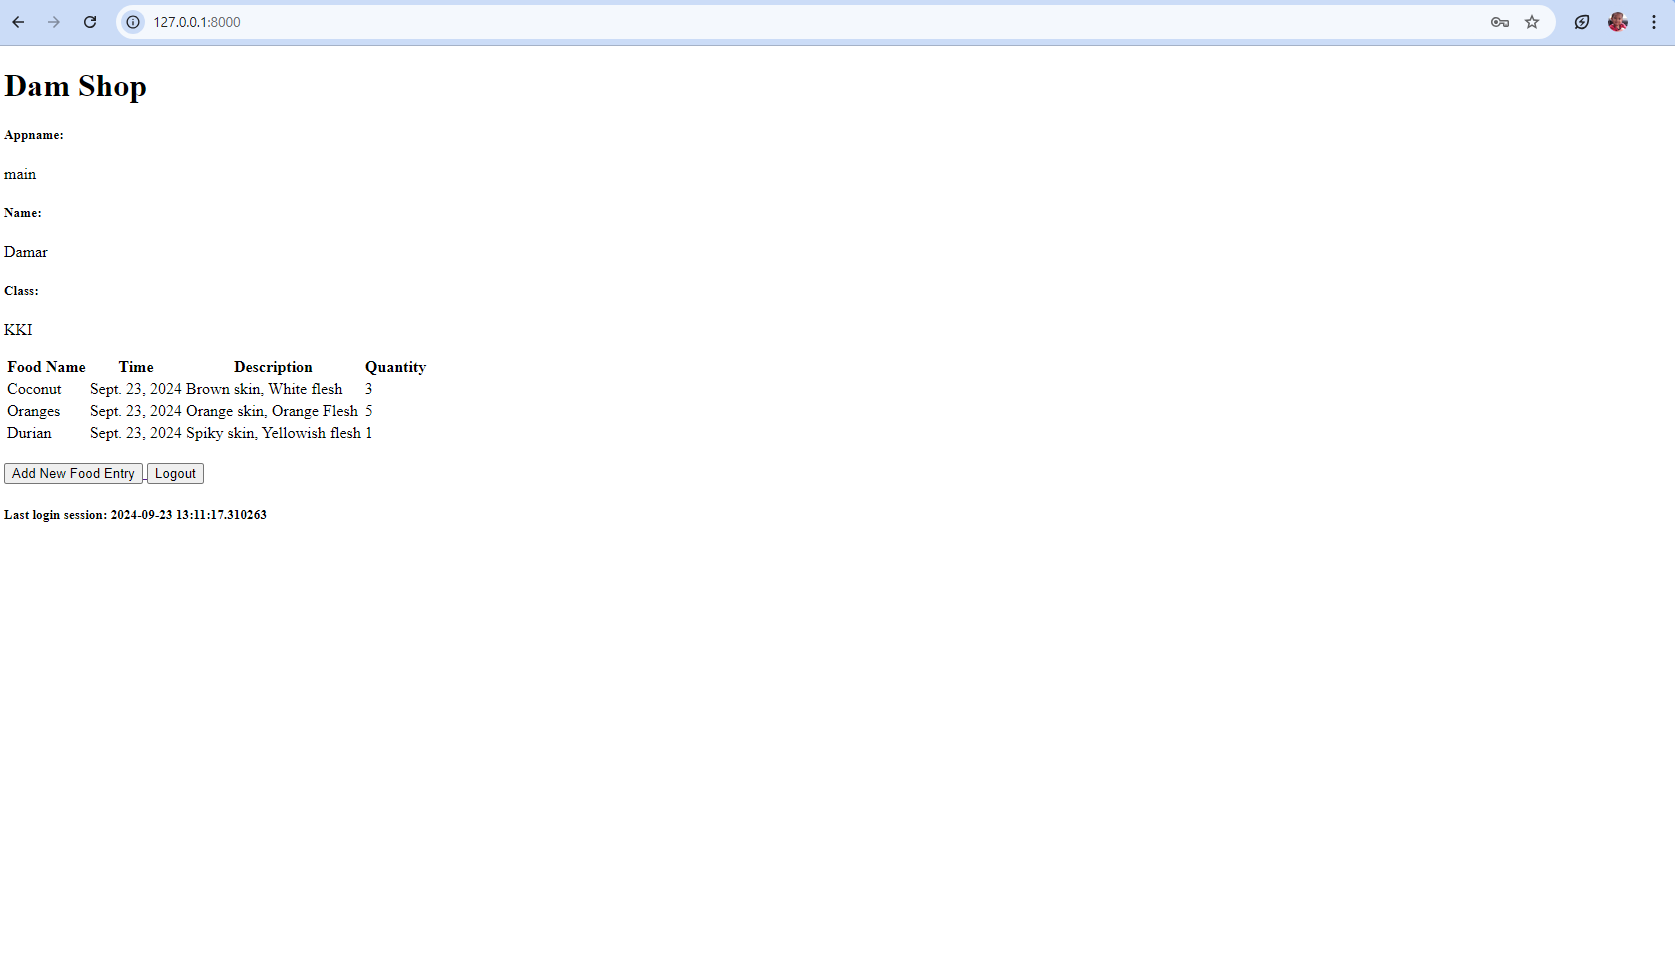 127.0.0.1:8000
Dam Shop
Appname:
main
Name:
Damar
Class:
KKI
Food Name Time Description Quantity
Coconut Sept. 23, 2024 Brown skin, White flesh 3
Oranges Sept. 23, 2024 Orange skin, Orange Flesh 5
Durian Sept. 23, 2024 Spiky skin, Yellowish flesh 1
Add New Food Entry Logout
Last login session: 2024-09-23 13:11:17.310263